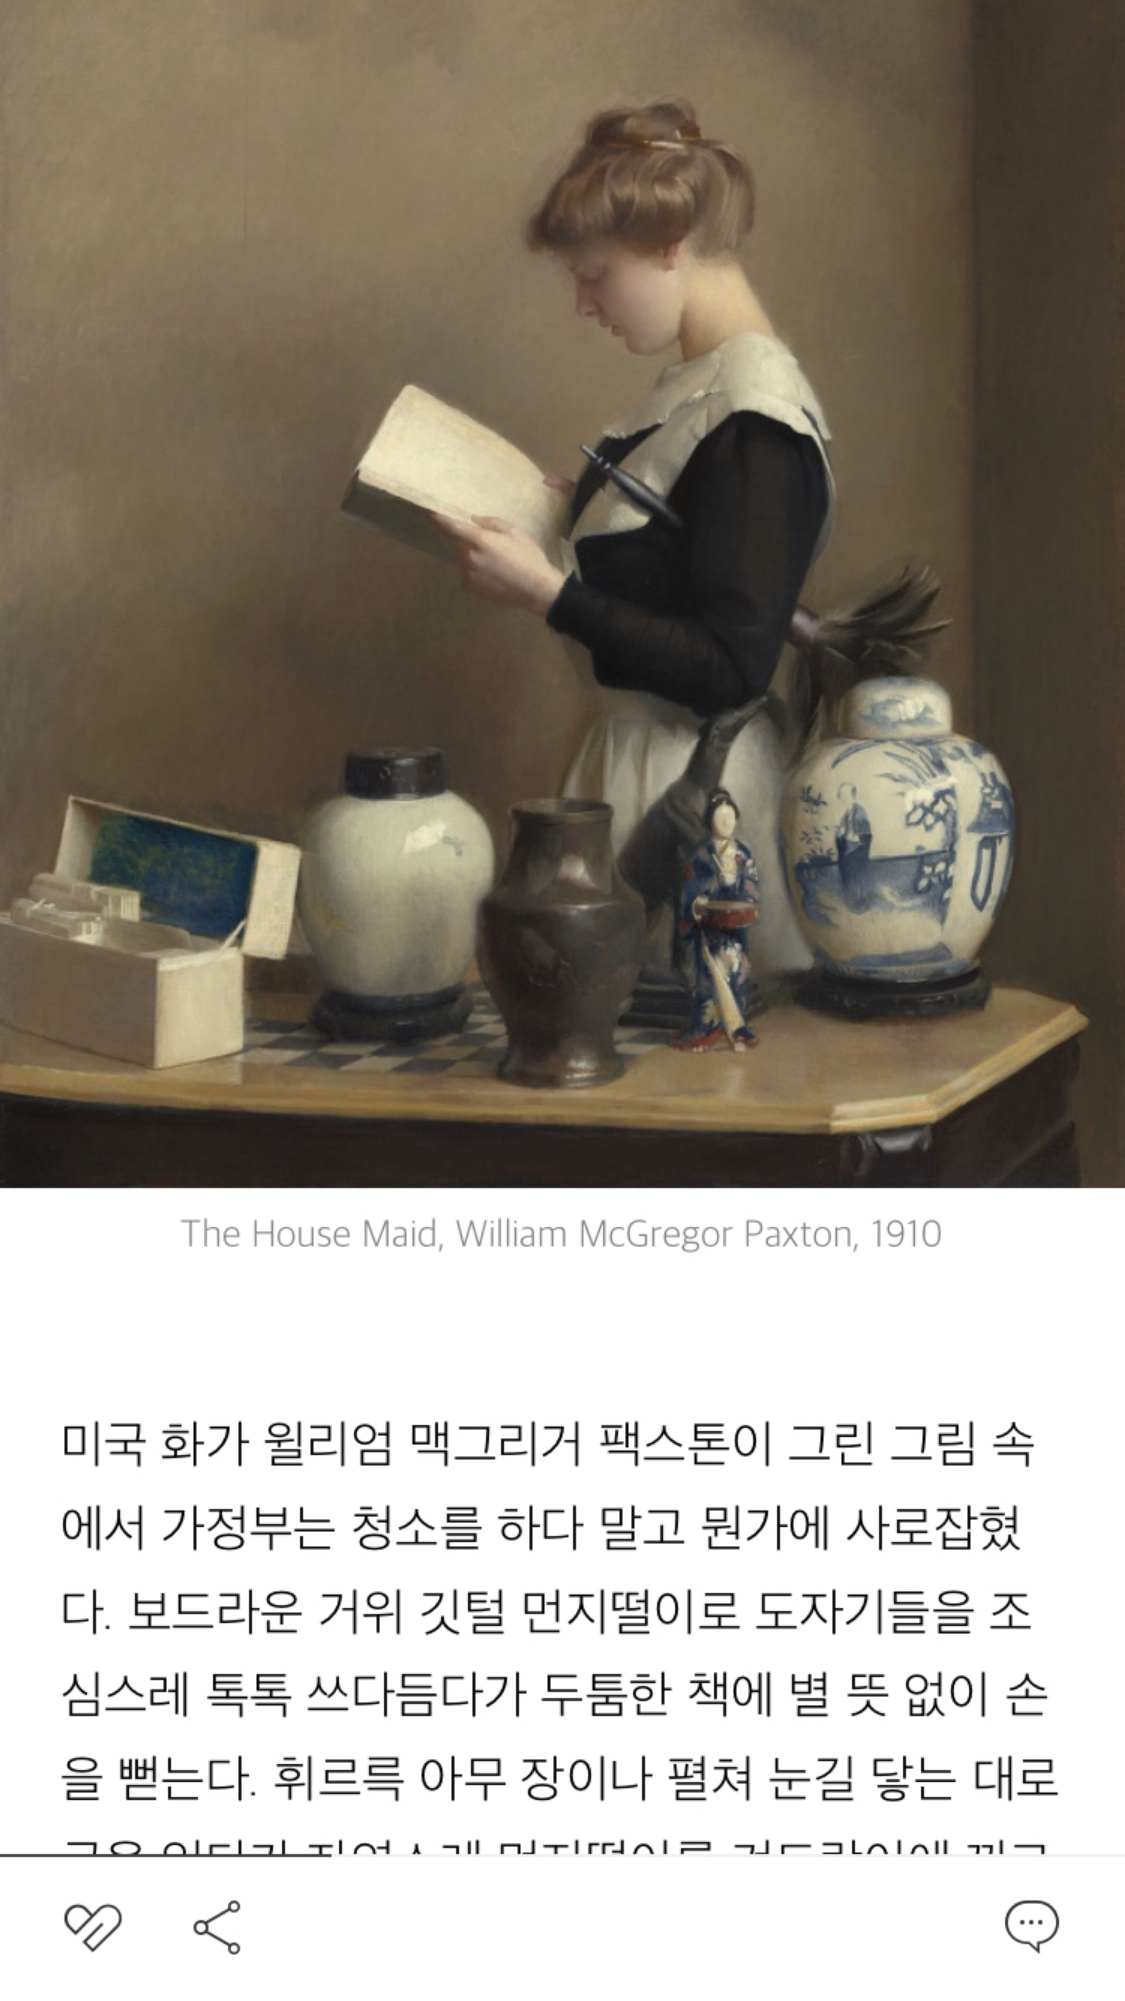 The House Maid, William McGregor Paxton, 1910
미국 화가 윌리엄 맥그리거 팩스톤이 그린 그림 속
에서 가정부는 청소를 하다 말고 뭔가에 사로잡혔
다. 보드라운 거위 깃털 먼지떨이로 도자기들을 조
심스레 톡톡 쓰다듬다가 두툼한 책에 별 뜻 없이 손
을 뻗는다. 휘르륵 아무 장이나 펼쳐 눈길 닿는 대로